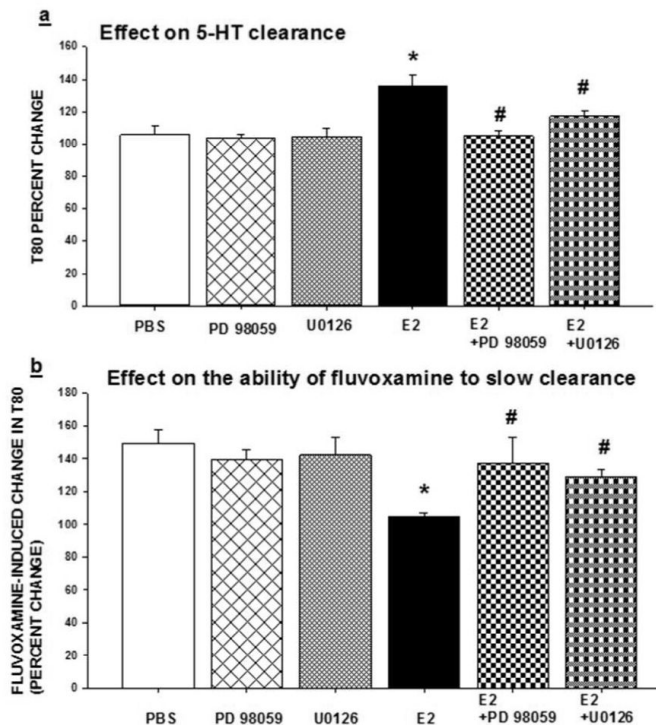 a
Effect on 5-HT clearance
160
140
120
100
80
60
40
20
0
T80 PERCENT CHANGE
*
#
#
PBS
PD 98059
U0126
E2
E2
+PD 98059
E2
+U0126
b
Effect on the ability of fluvoxamine to slow clearance
180
160
140
120
100
80
60
40
20
0
FLUVOXAMINE-INDUCED CHANGE IN T80
(PERCENT CHANGE)
*
#
#
PBS
PD 98059
U0126
E2
E2
+PD 98059
E2
+U0126